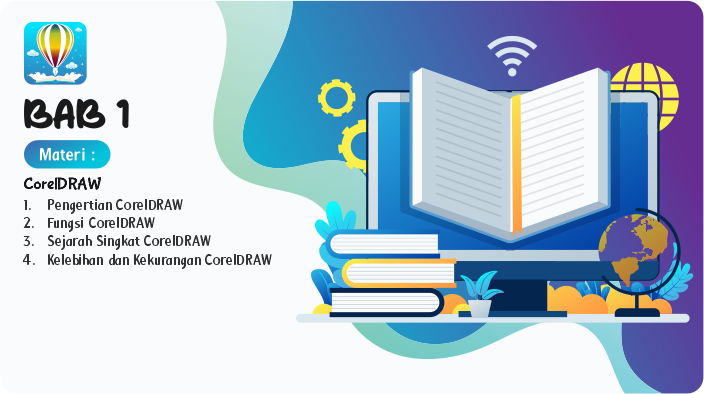 BAB 1
Materi :
CorelDRAW
1. Pengertian CorelDRAW
2. Fungsi CorelDRAW
3. Sejarah Singkat CorelDRAW
4. Kelebihan dan Kekurangan CorelDRAW